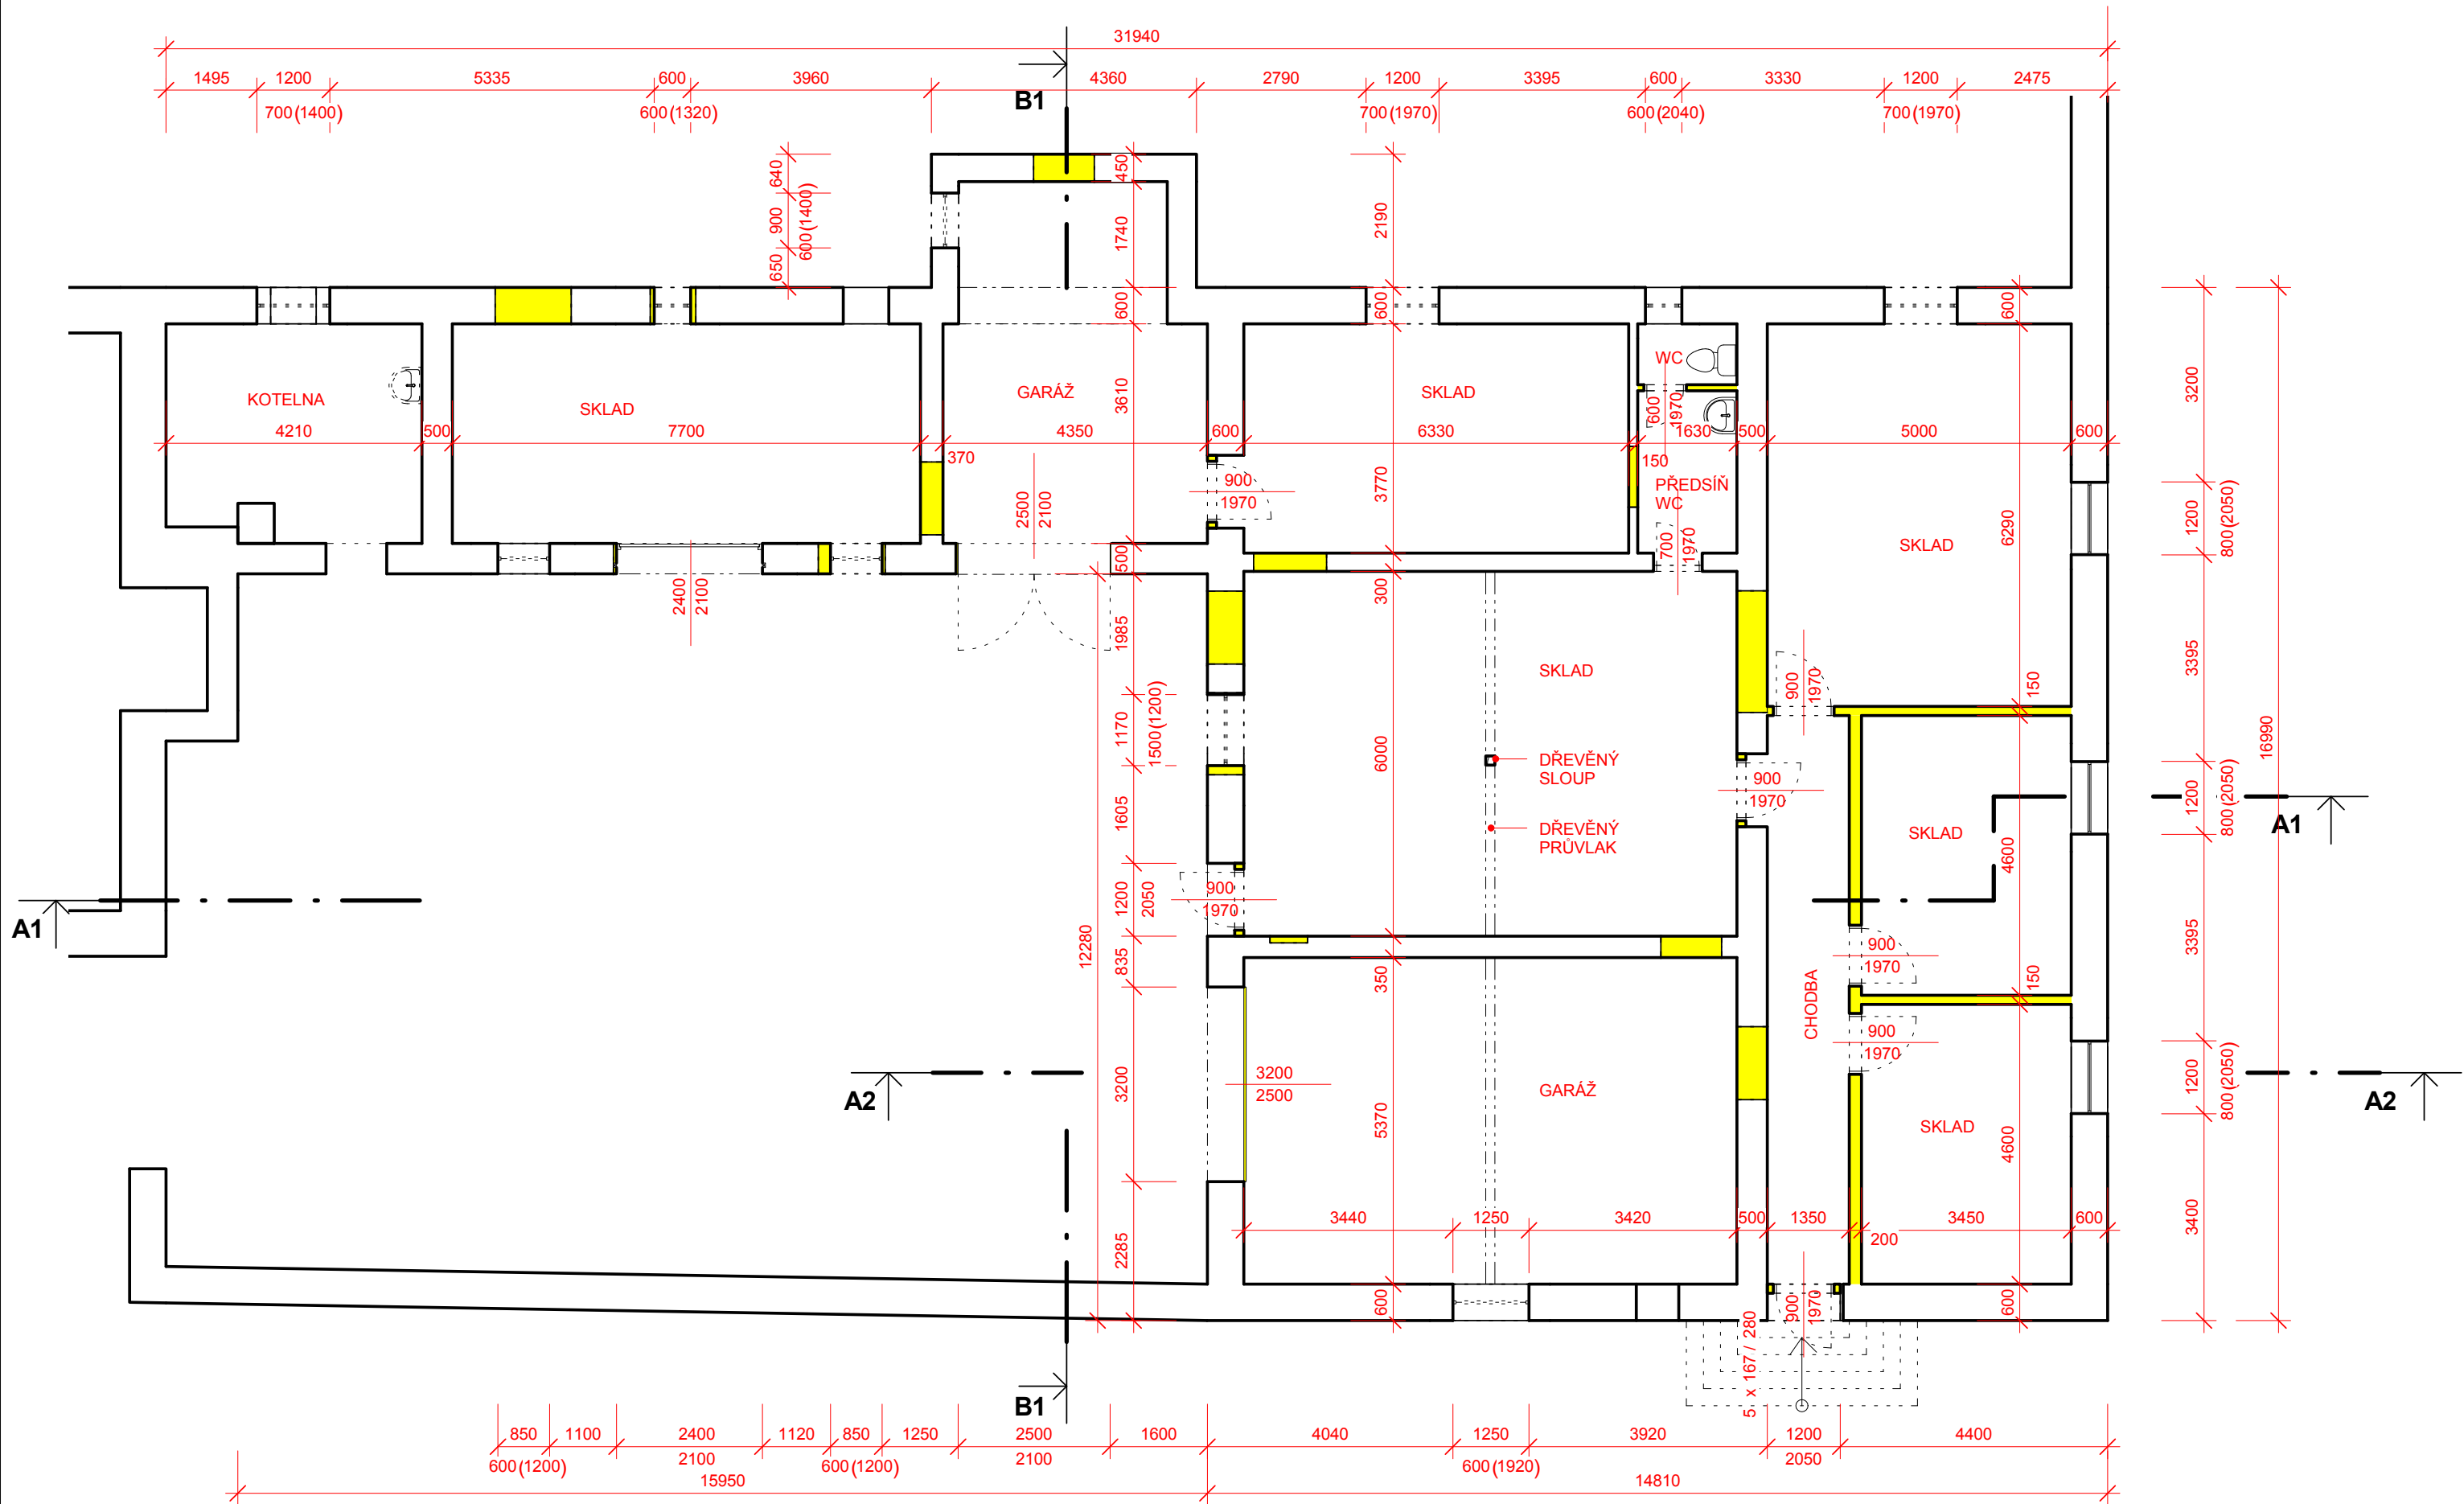 31940
1495 1200 5335 600 3960 4360 2790 1200 3395 600 3330 1200 2475
700(1400) 600(1320) 700(1970) 600(2040) 700(1970)
B1
640
900
600(1400)
650
450
1740
600
3610
2190
600
3770
600
6290
KOTELNA
SKLAD
GARÁŽ
SKLAD
WC
600
1970
4210 500 7700 4350 600 6330 1630 500 5000 600
370
150
PŘEDSÍŇ
WC
700
1970
SKLAD
900
1970
2500
2100
2400
2100
500
300
1985
1170
1500(1200)
1605
1200
2050
835
3200
2285
12280
SKLAD
6000
DŘEVĚNÝ
SLOUP
DŘEVĚNÝ
PRŮVLAK
900
1970
900
1970
900
1970
150
SKLAD
4600
900
1970
150
CHODBA
900
1970
SKLAD
4600
350
5370
600
GARÁŽ
3200
2500
3440 1250 3420 500 1350 200 3450 600
600
900
1970
5 x 167 / 280
3200
1200
800(2050)
3395
1200
800(2050)
3395
1200
800(2050)
3400
16990
A1
A1
A2
A2
B1
850 1100 2400 1120 850 1250 2500 1600 4040 1250 3920 1200 4400
600(1200) 2100 600(1200) 2100 600(1920) 2050
15950 14810